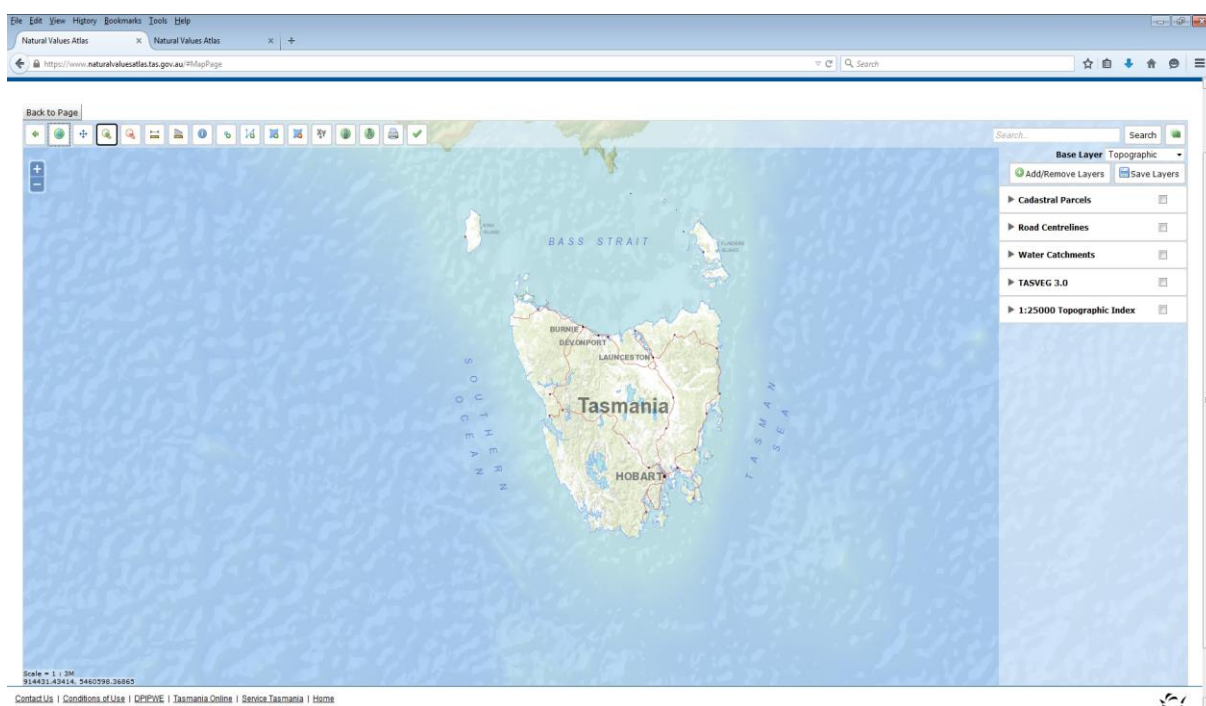 File Edit View History Bookmarks Tools Help
Natural Values Atlas × Natural Values Atlas × +
https://www.naturalvaluesatlas.tas.gov.au/#MapPage Search
Back to Page
Search... Search
Base Layer Topographic
Add/Remove Layers Save Layers
Cadastral Parcels
Road Centrelines
Water Catchments
TASVEG 3.0
1:25000 Topographic Index
KING ISLAND
FLINDERS ISLAND
BASS STRAIT
BURNIE
DEVONPORT
LAUNCESTON
SOUTHERN OCEAN
Tasmania
TASMAN SEA
HOBART
Scale = 1 : 3M
914431.43414, 5460598.36865
Contact Us | Conditions of Use | DPIPWE | Tasmania Online | Service Tasmania | Home